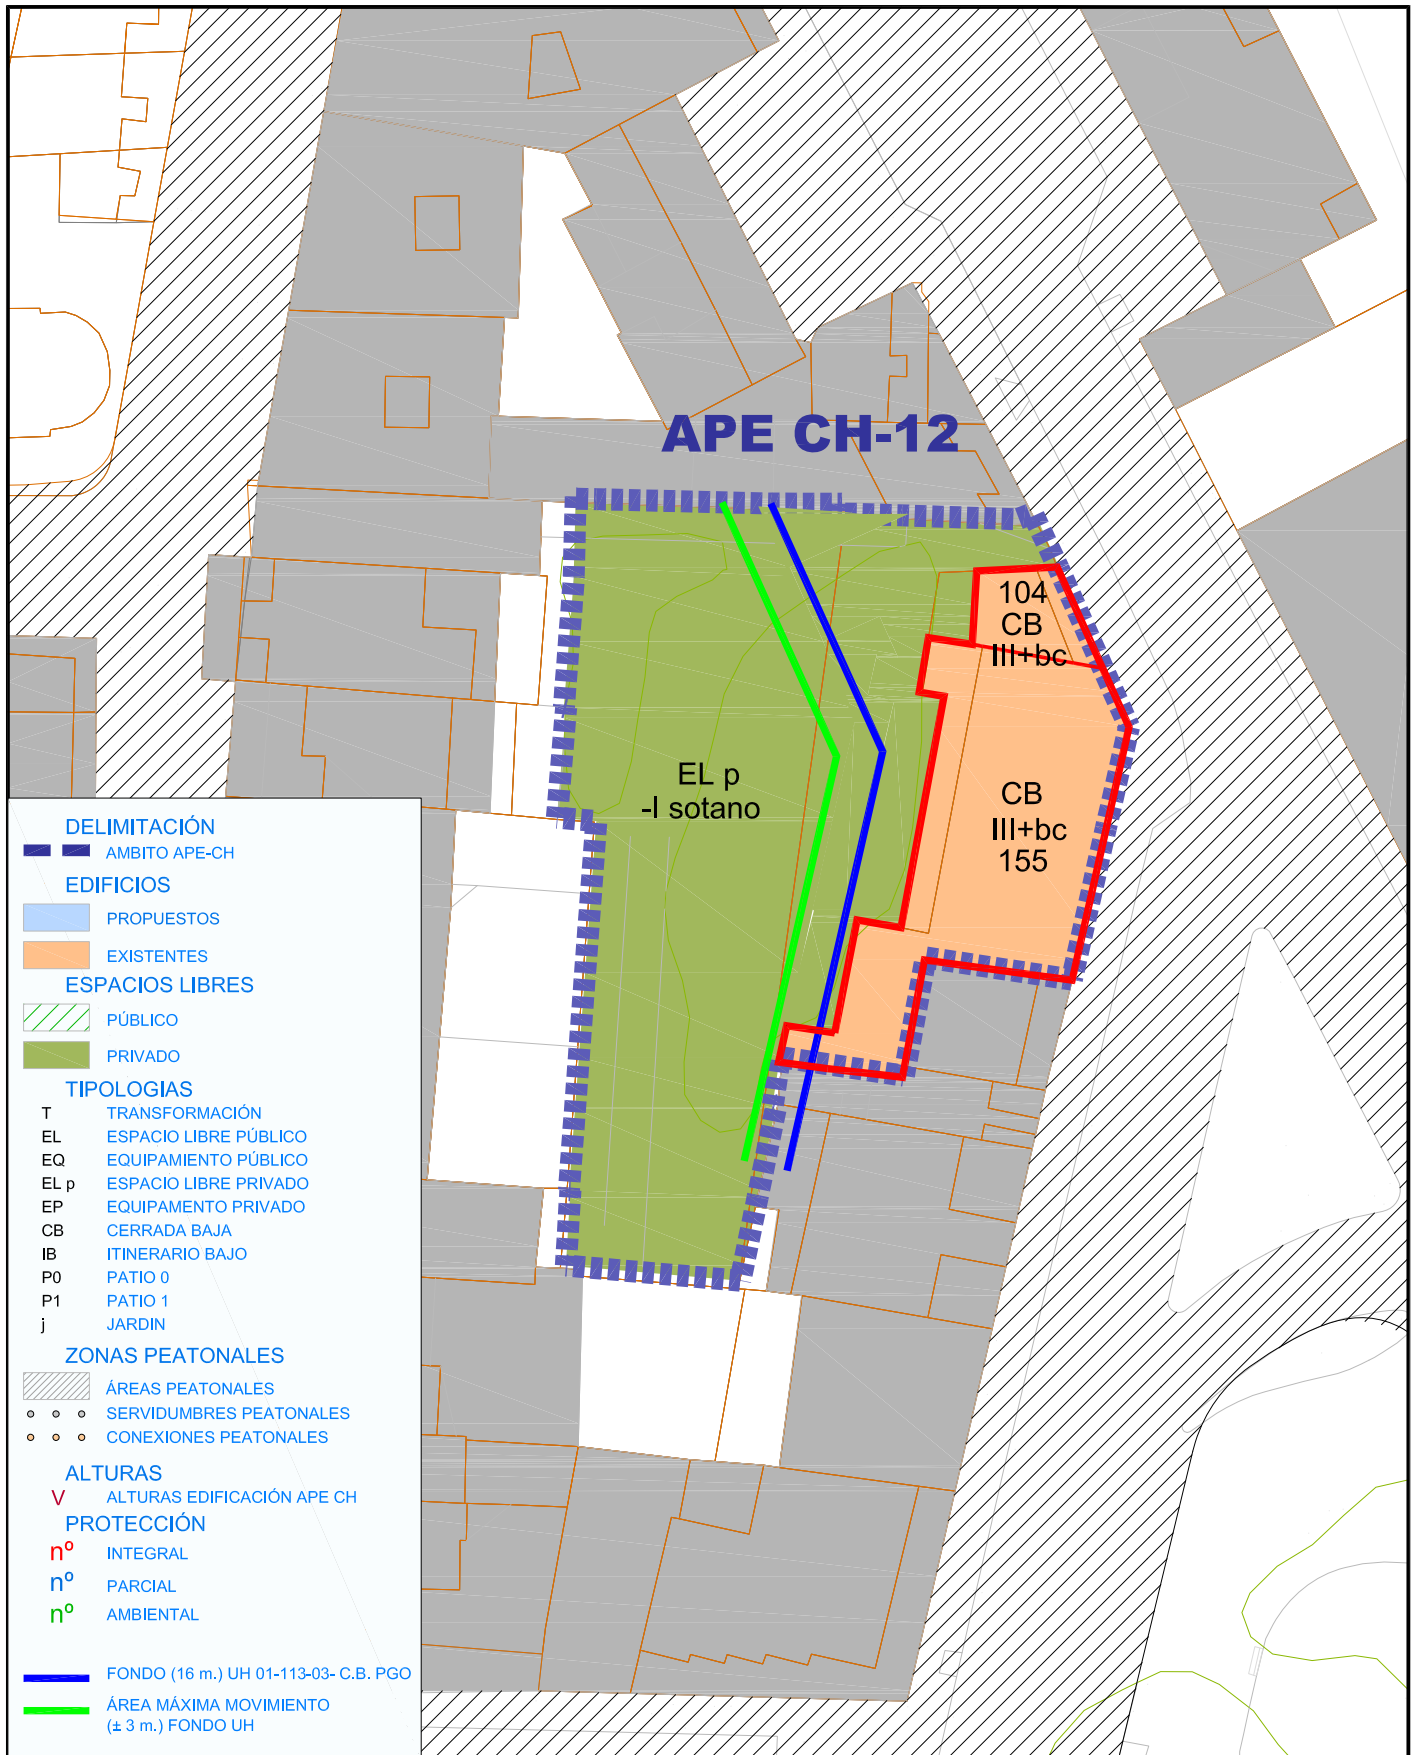 APE CH-12
104
CB
III+bc
EL p
-I sotano
CB
III+bc
155
DELIMITACIÓN
AMBITO APE-CH
EDIFICIOS
PROPUESTOS
EXISTENTES
ESPACIOS LIBRES
PÚBLICO
PRIVADO
TIPOLOGIAS
T TRANSFORMACIÓN
EL ESPACIO LIBRE PÚBLICO
EQ EQUIPAMIENTO PÚBLICO
EL p ESPACIO LIBRE PRIVADO
EP EQUIPAMENTO PRIVADO
CB CERRADA BAJA
IB ITINERARIO BAJO
P0 PATIO 0
P1 PATIO 1
j JARDIN
ZONAS PEATONALES
ÁREAS PEATONALES
SERVIDUMBRES PEATONALES
CONEXIONES PEATONALES
ALTURAS
V ALTURAS EDIFICACIÓN APE CH
PROTECCIÓN
nº INTEGRAL
nº PARCIAL
nº AMBIENTAL
FONDO (16 m.) UH 01-113-03- C.B. PGO
ÁREA MÁXIMA MOVIMIENTO
(± 3 m.) FONDO UH